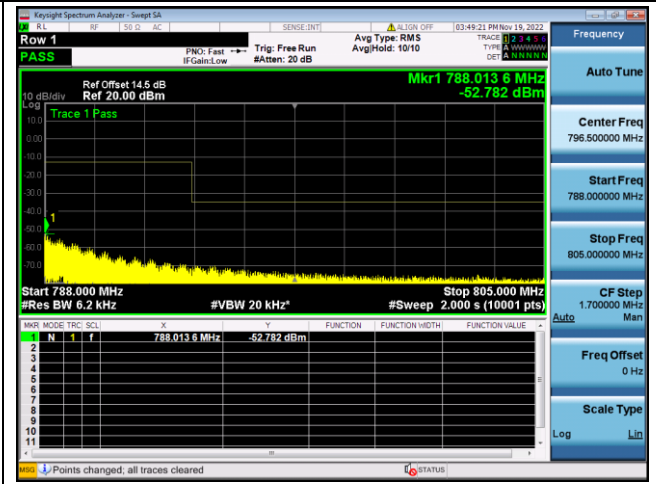 Keysight Spectrum Analyzer - Swept SA
RL RF 50 Ω AC SENSE:INT ALIGN OFF 03:49:21 PM Nov 19, 2022
Row 1
PASS
PNO: Fast
IFGain:Low
Trig: Free Run
#Atten: 20 dB
Avg Type: RMS
Avg|Hold: 10/10
TRACE 1 2 3 4 5 6
TYPE A WWWWW
DET A N N N N N
Ref Offset 14.5 dB
10 dB/div Ref 20.00 dBm
Mkr1 788.013 6 MHz
-52.782 dBm
Log
Trace 1 Pass
10.0
0.00
-10.0
-20.0
-30.0
-40.0
1
-50.0
-60.0
-70.0
Start 788.000 MHz Stop 805.000 MHz
#Res BW 6.2 kHz #VBW 20 kHz* #Sweep 2.000 s (10001 pts)
MKR MODE TRC SCL X Y FUNCTION FUNCTION WIDTH FUNCTION VALUE
1 N 1 f 788.013 6 MHz -52.782 dBm
2
3
4
5
6
7
8
9
10
11
MSG Points changed; all traces cleared STATUS
Frequency
Auto Tune
Center Freq
796.500000 MHz
Start Freq
788.000000 MHz
Stop Freq
805.000000 MHz
CF Step
1.700000 MHz
Auto Man
Freq Offset
0 Hz
Scale Type
Log Lin